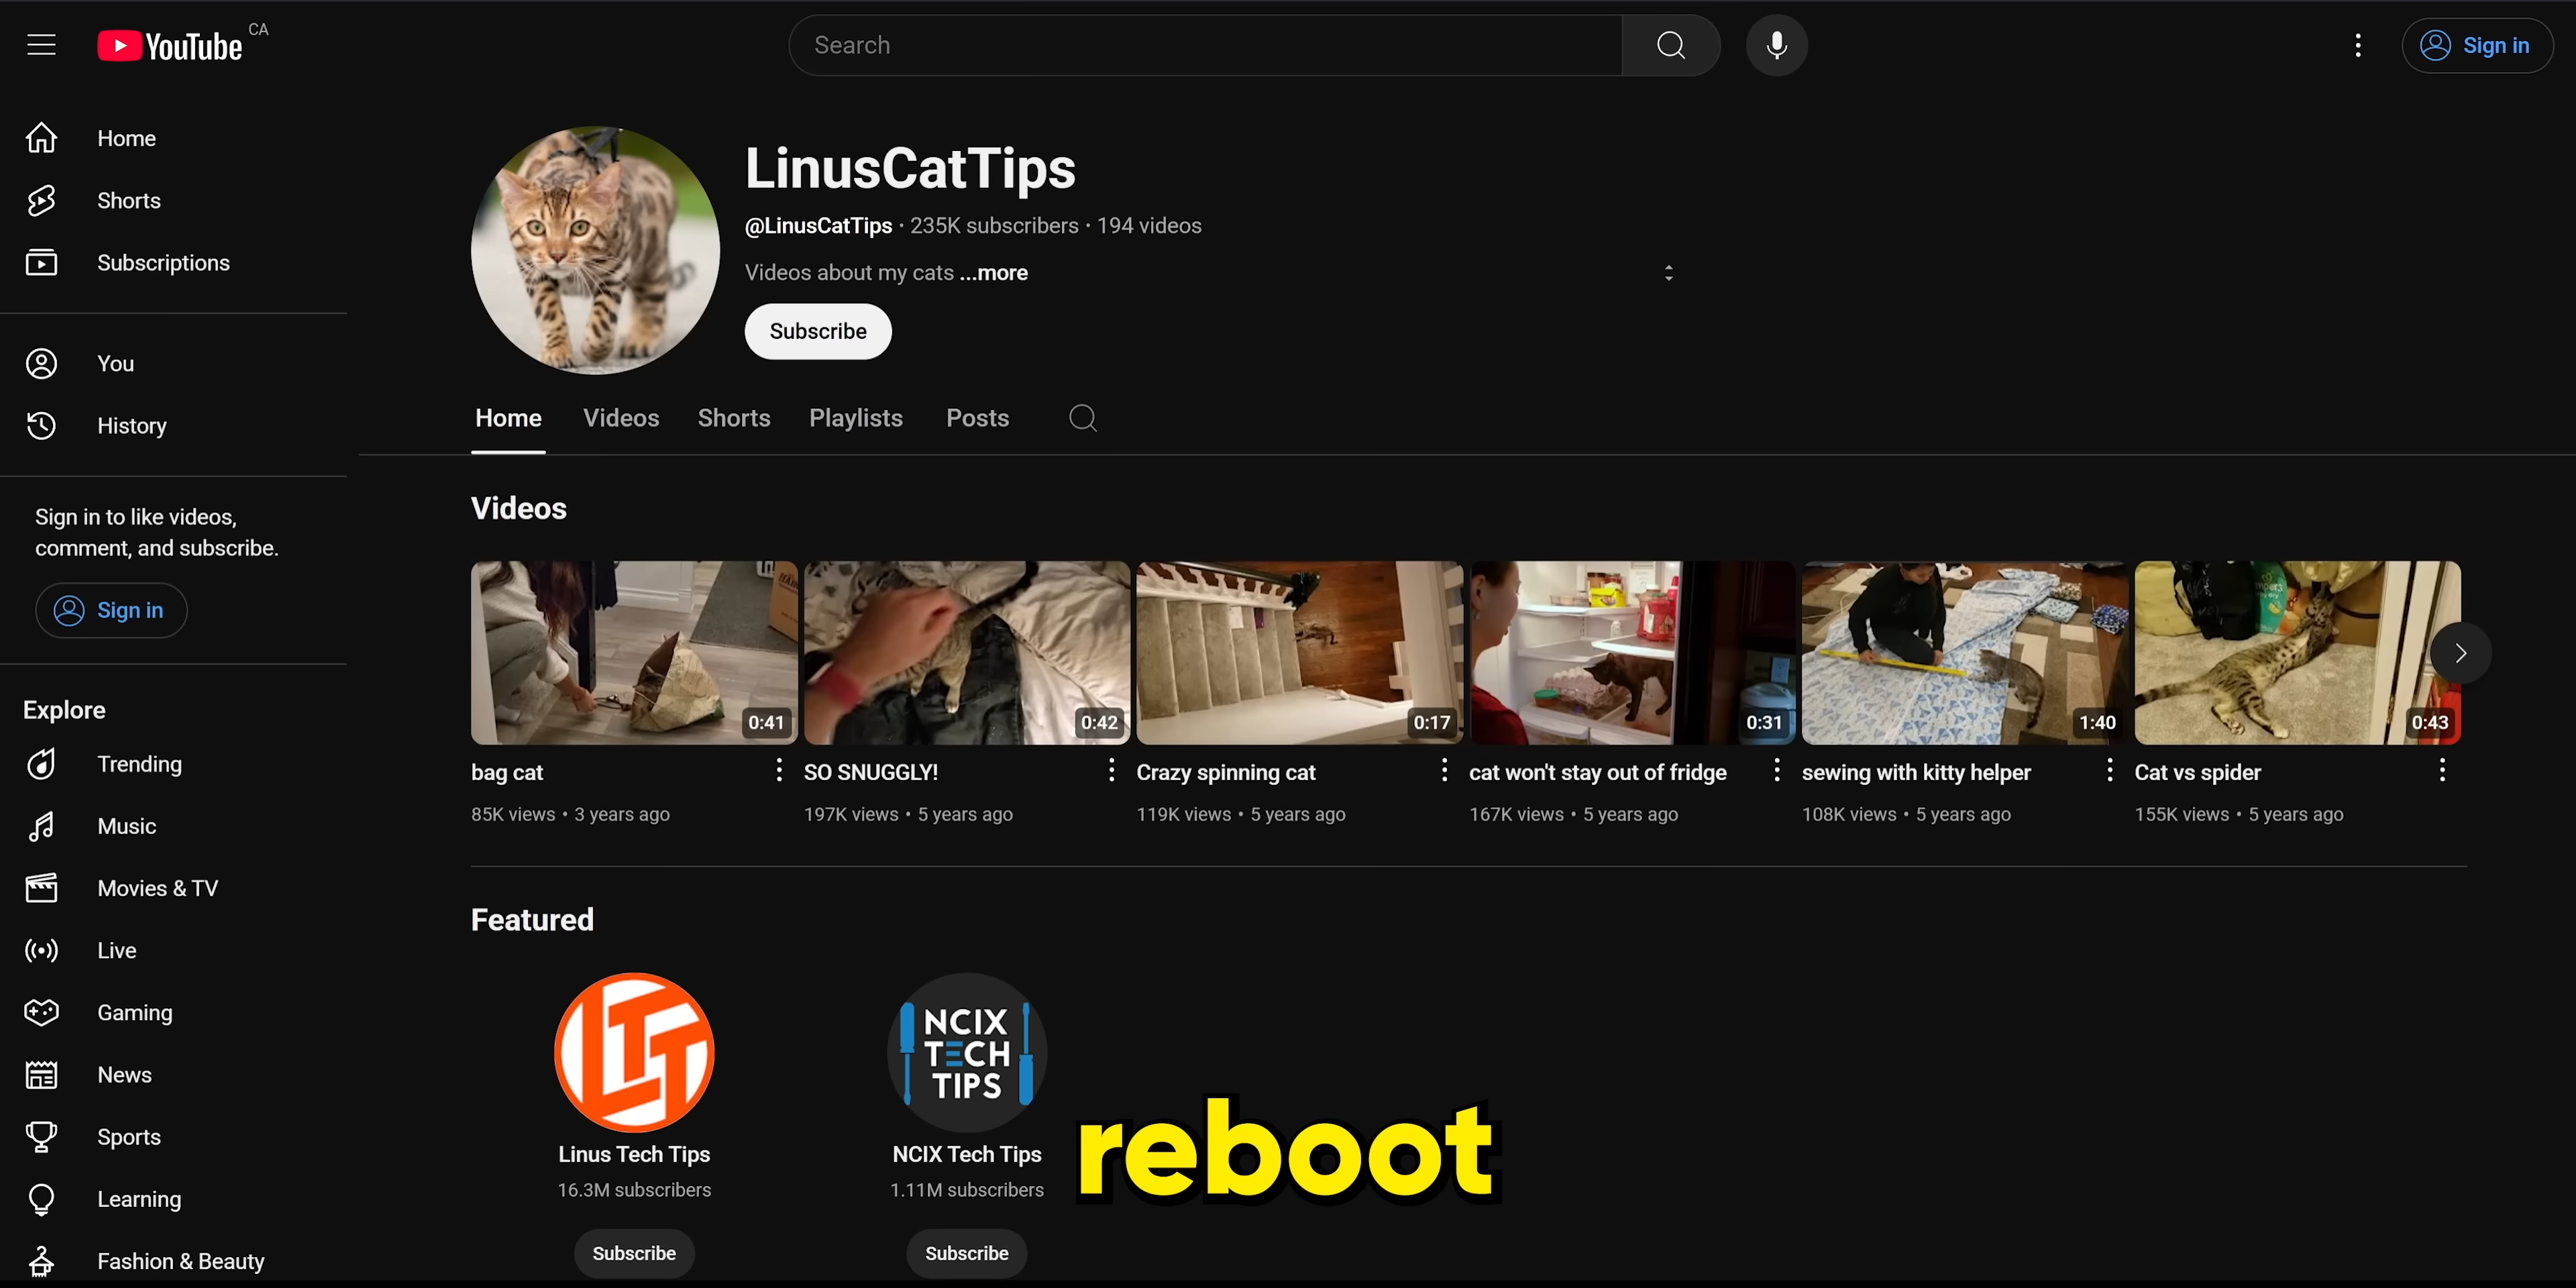 YouTube CA
Search
Sign in
Home
Shorts
Subscriptions
You
History
Sign in to like videos,
comment, and subscribe.
Sign in
Explore
Trending
Music
Movies & TV
Live
Gaming
News
Sports
Learning
Fashion & Beauty
LinusCatTips
@LinusCatTips • 235K subscribers • 194 videos
Videos about my cats ...more
Subscribe
Home Videos Shorts Playlists Posts
Videos
0:41
bag cat
85K views • 3 years ago
0:42
SO SNUGGLY!
197K views • 5 years ago
0:17
Crazy spinning cat
119K views • 5 years ago
0:31
cat won't stay out of fridge
167K views • 5 years ago
1:40
sewing with kitty helper
108K views • 5 years ago
0:43
Cat vs spider
155K views • 5 years ago
Featured
LTT
Linus Tech Tips
16.3M subscribers
Subscribe
NCIX
TECH
TIPS
NCIX Tech Tips
1.11M subscribers
Subscribe
reboot